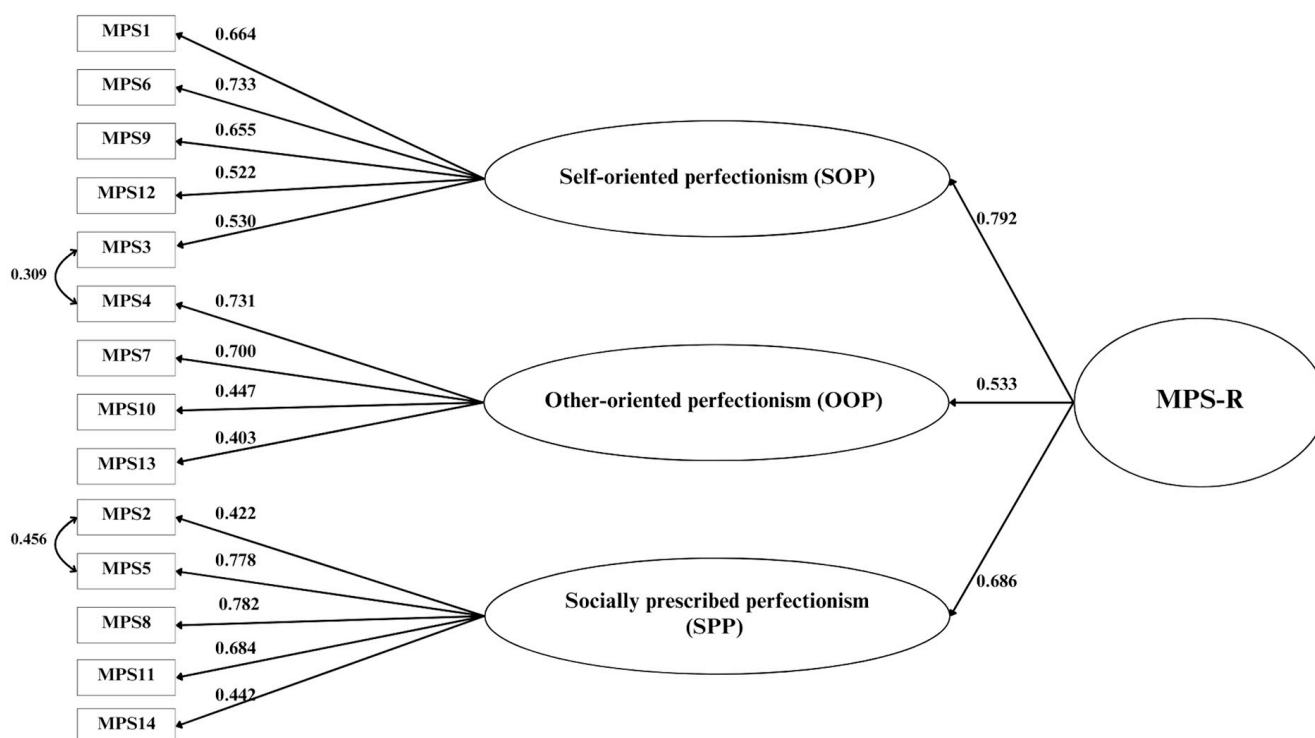 MPS1
0.664
MPS6
0.733
MPS9
0.655
MPS12
0.522
MPS3
0.530
0.309
MPS4
0.731
MPS7
0.700
MPS10
0.447
MPS13
0.403
MPS2
0.422
0.456
MPS5
0.778
MPS8
0.782
MPS11
0.684
MPS14
0.442
Self-oriented perfectionism (SOP)
Other-oriented perfectionism (OOP)
Socially prescribed perfectionism
(SPP)
0.792
0.533
0.686
MPS-R